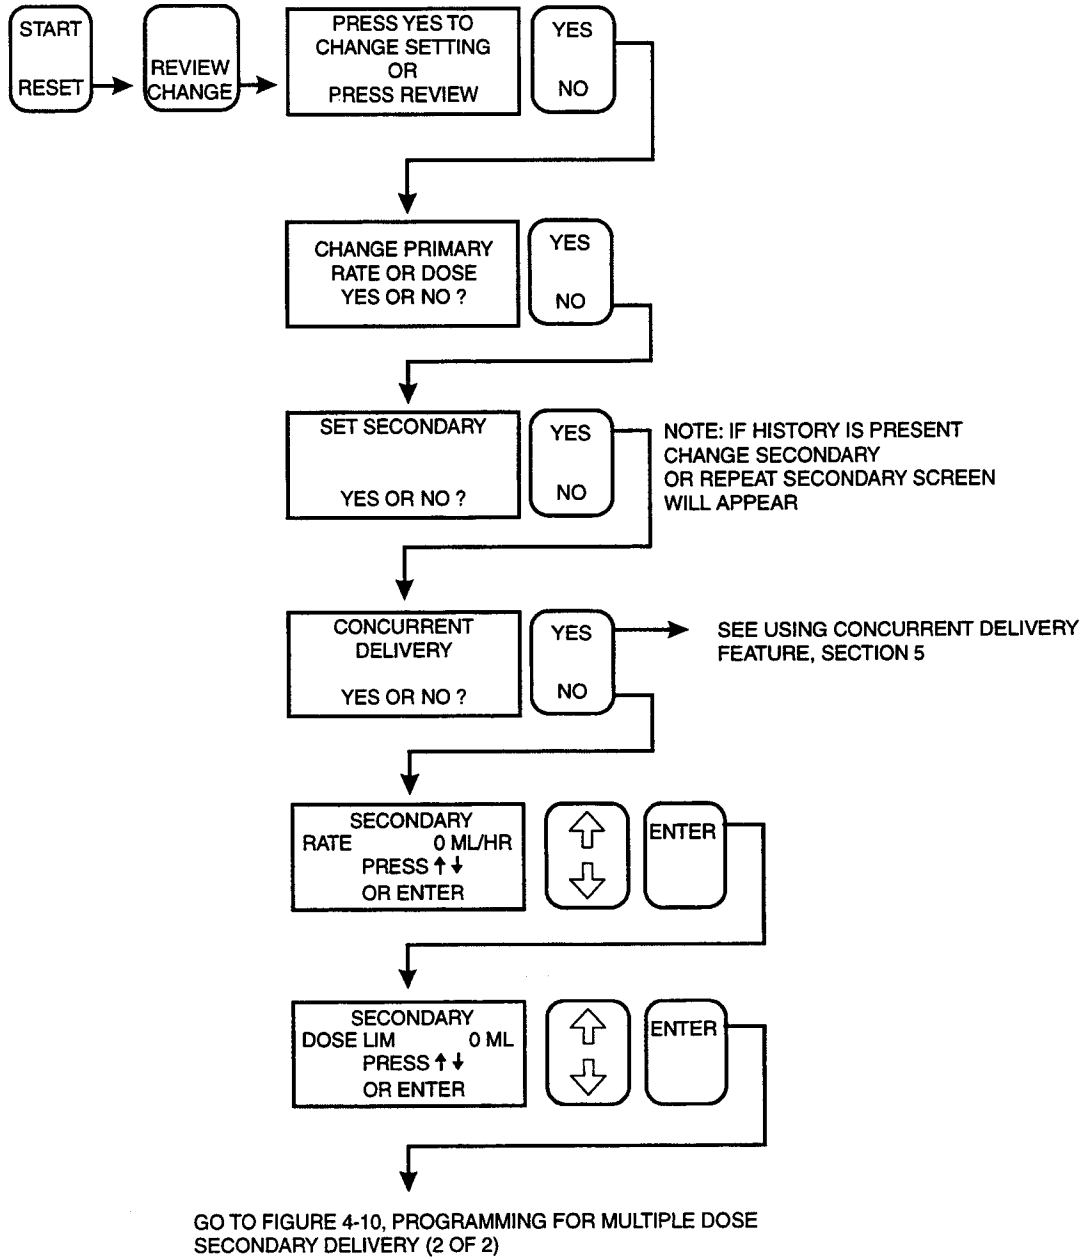 START
RESET
REVIEW
CHANGE
PRESS YES TO
CHANGE SETTING
OR
PRESS REVIEW
YES
NO
CHANGE PRIMARY
RATE OR DOSE
YES OR NO ?
YES
NO
SET SECONDARY
YES OR NO ?
YES
NO
NOTE: IF HISTORY IS PRESENT
CHANGE SECONDARY
OR REPEAT SECONDARY SCREEN
WILL APPEAR
CONCURRENT
DELIVERY
YES OR NO ?
YES
NO
SEE USING CONCURRENT DELIVERY
FEATURE, SECTION 5
SECONDARY
RATE 0 ML/HR
PRESS ↑ ↓
OR ENTER
ENTER
SECONDARY
DOSE LIM 0 ML
PRESS ↑ ↓
OR ENTER
ENTER
GO TO FIGURE 4-10, PROGRAMMING FOR MULTIPLE DOSE
SECONDARY DELIVERY (2 OF 2)